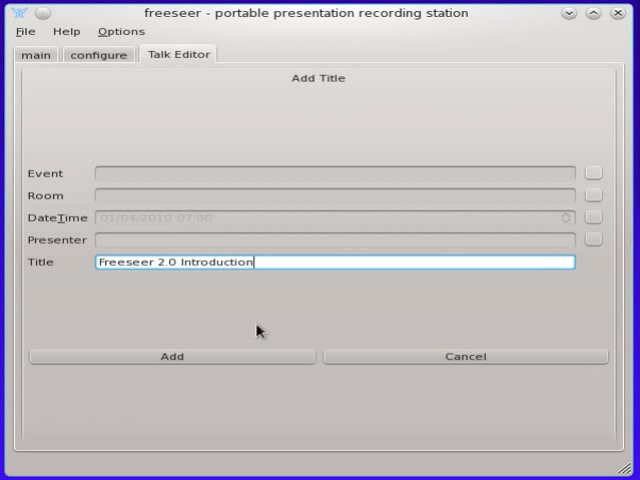 freeseer - portable presentation recording station
File Help Options
main configure Talk Editor
Add Title
Event
Room
DateTime 01/04/2010 07:00
Presenter
Title Freeseer 2.0 Introduction
Add Cancel